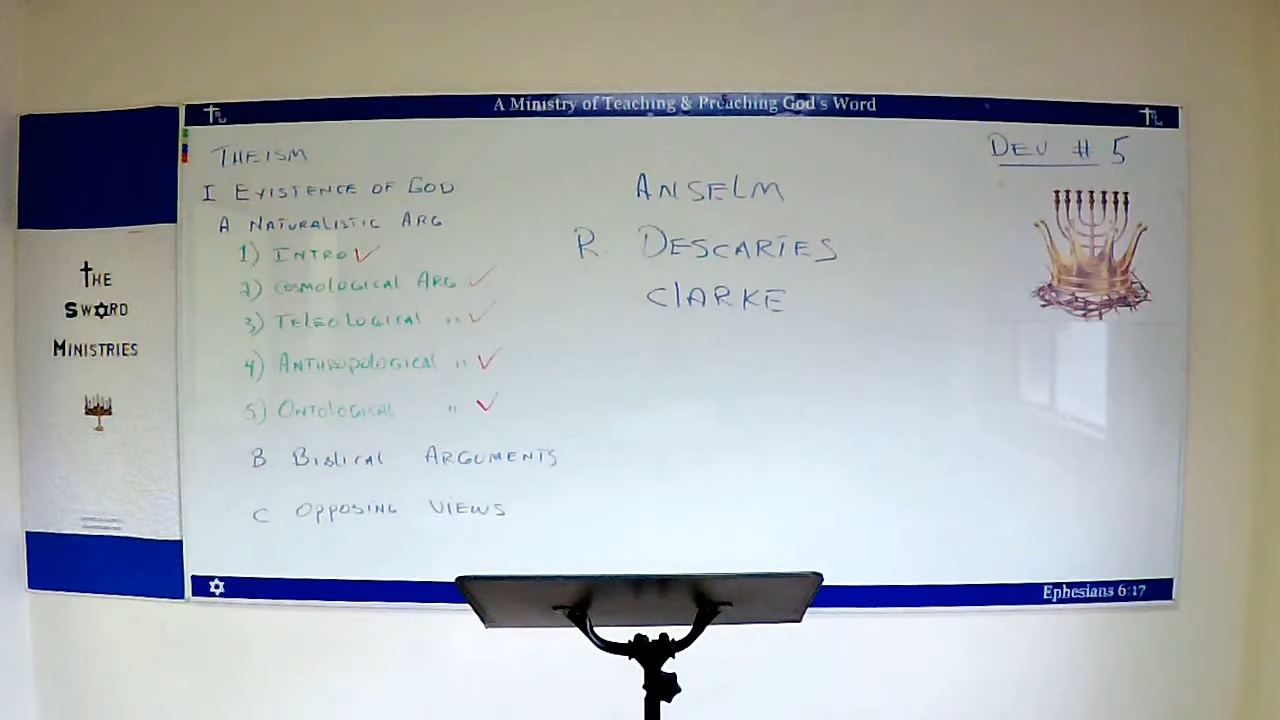 A Ministry of Teaching & Preaching God's Word
THE
SWORD
MINISTRIES
THEISM
I EXISTENCE OF GOD
A NATURALISTIC ARG
1) INTRO ✓
2) COSMOLOGICAL ARG ✓
3) TELEOLOGICAL " ✓
4) ANTHROPOLOGICAL " ✓
5) ONTOLOGICAL " ✓
B BIBLICAL ARGUMENTS
C OPPOSING VIEWS
ANSELM
R. DESCARTES
CLARKE
DEV # 5
Ephesians 6:17